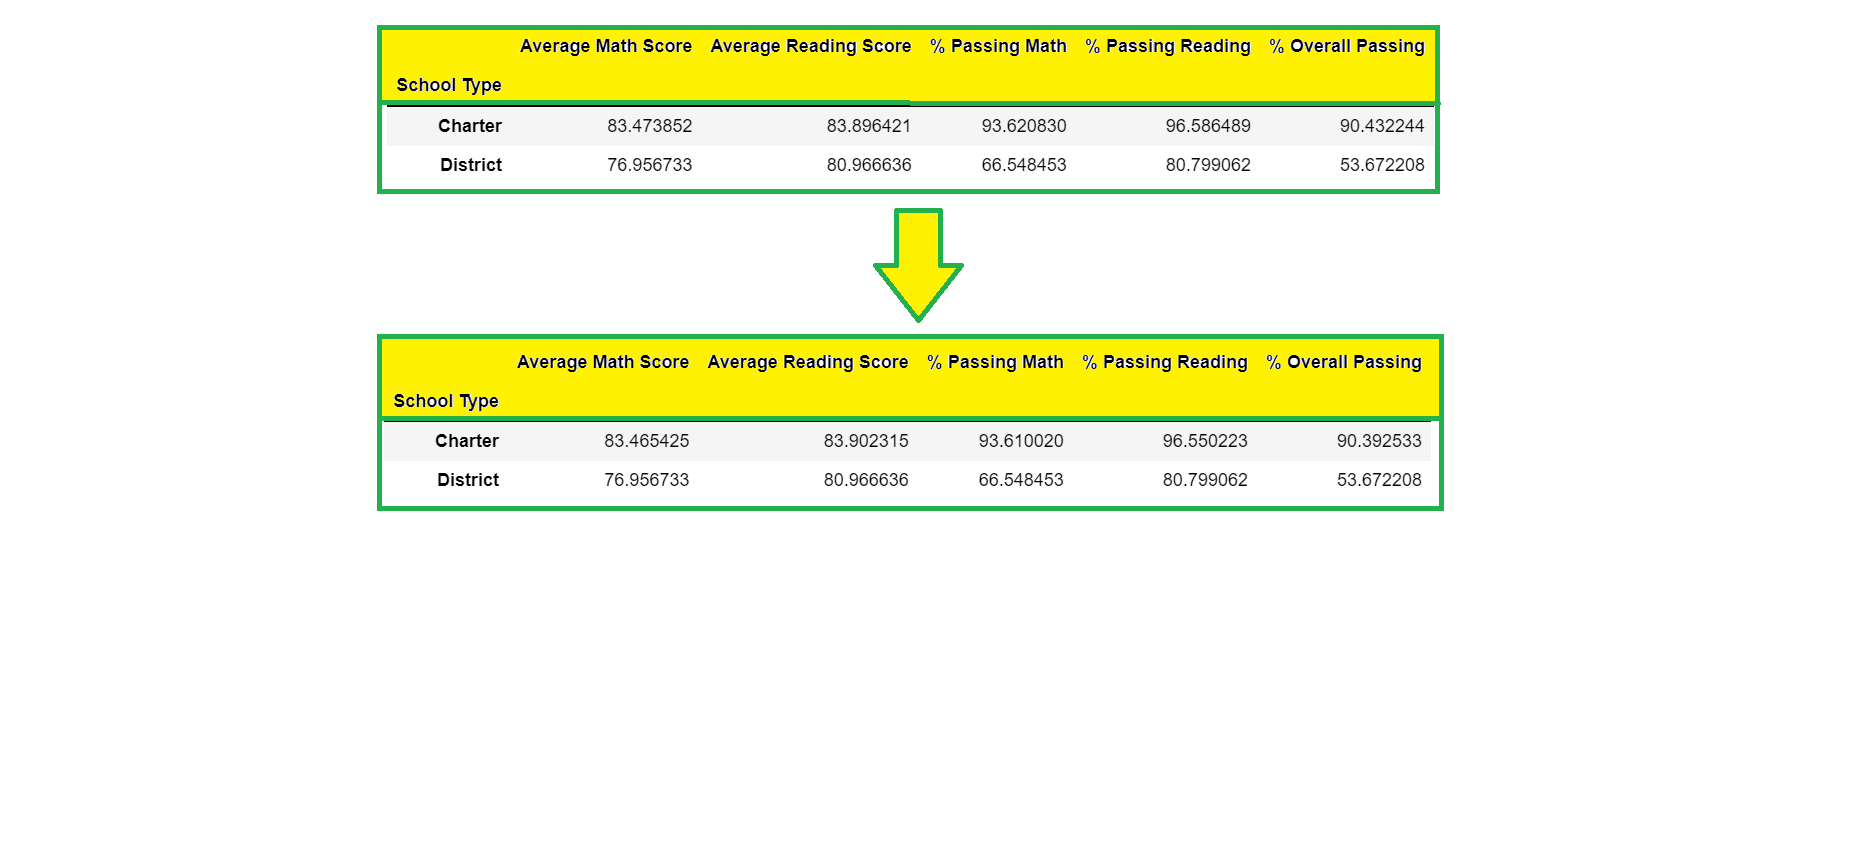 Average Math Score Average Reading Score % Passing Math % Passing Reading % Overall Passing
School Type
Charter 83.473852 83.896421 93.620830 96.586489 90.432244
District 76.956733 80.966636 66.548453 80.799062 53.672208
Average Math Score Average Reading Score % Passing Math % Passing Reading % Overall Passing
School Type
Charter 83.465425 83.902315 93.610020 96.550223 90.392533
District 76.956733 80.966636 66.548453 80.799062 53.672208